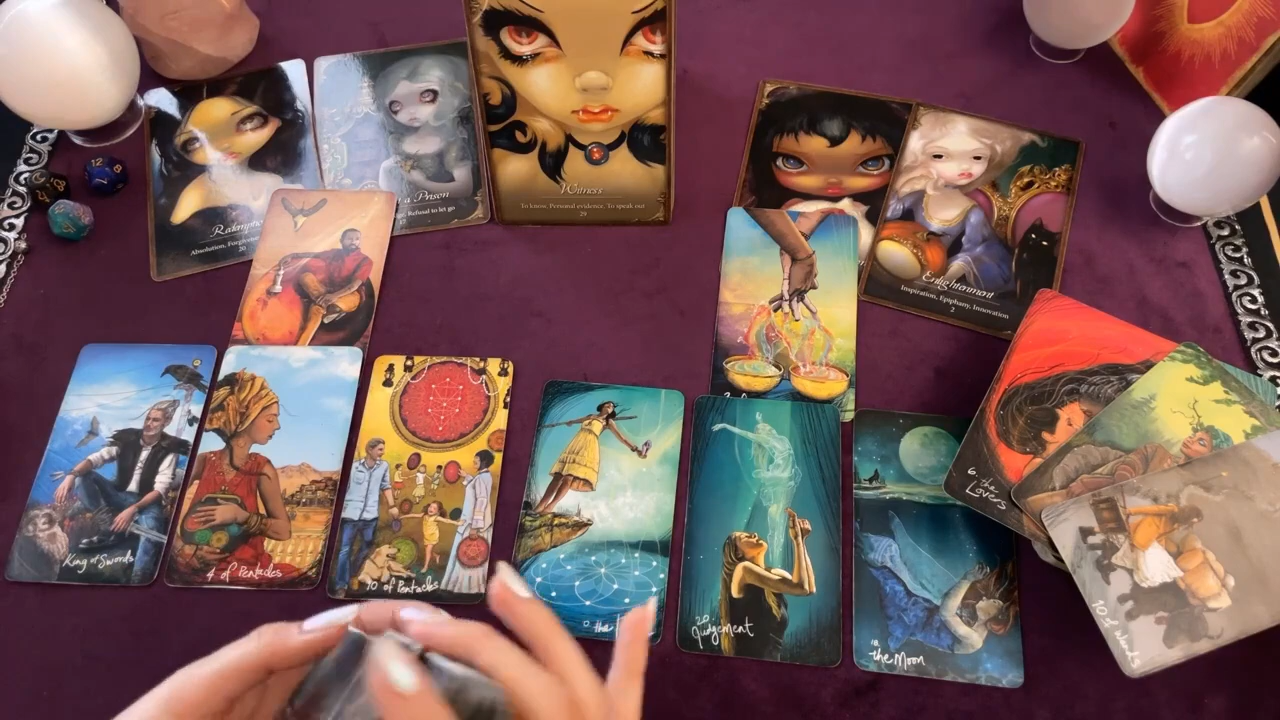 Witness
To know, Personal evidence, To speak out
29
a Prison
Refusal to let go
Absolution,
20
Enlightenment
Inspiration, Epiphany, Innovation
2
6. the
Lovers
King of Swords
4 of Pentacles
10 of Pentacles
0 the
20
Judgement
18.
the Moon
10 of Wands